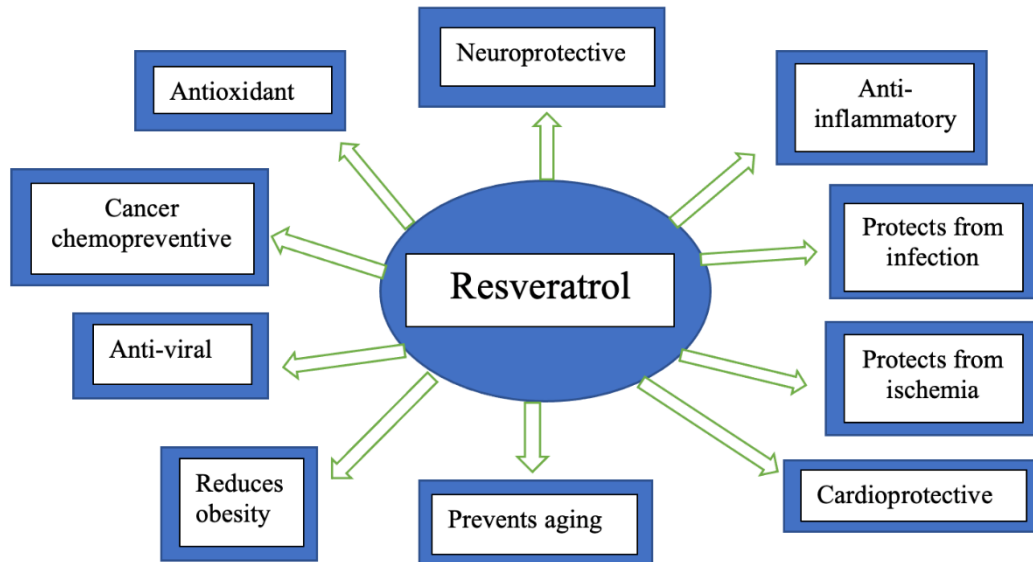 Neuroprotective
Antioxidant
Anti-
inflammatory
Cancer
chemopreventive
Protects from
infection
Resveratrol
Anti-viral
Protects from
ischemia
Reduces
obesity
Prevents aging
Cardioprotective